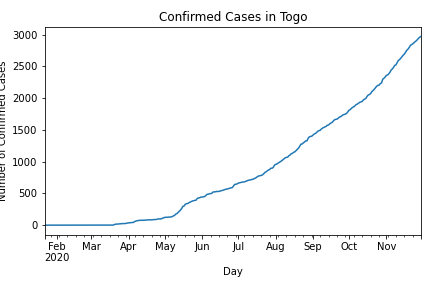 Confirmed Cases in Togo
3000
2500
2000
1500
1000
500
0
Number of Confirmed Cases
Feb Mar Apr May Jun Jul Aug Sep Oct Nov
2020
Day